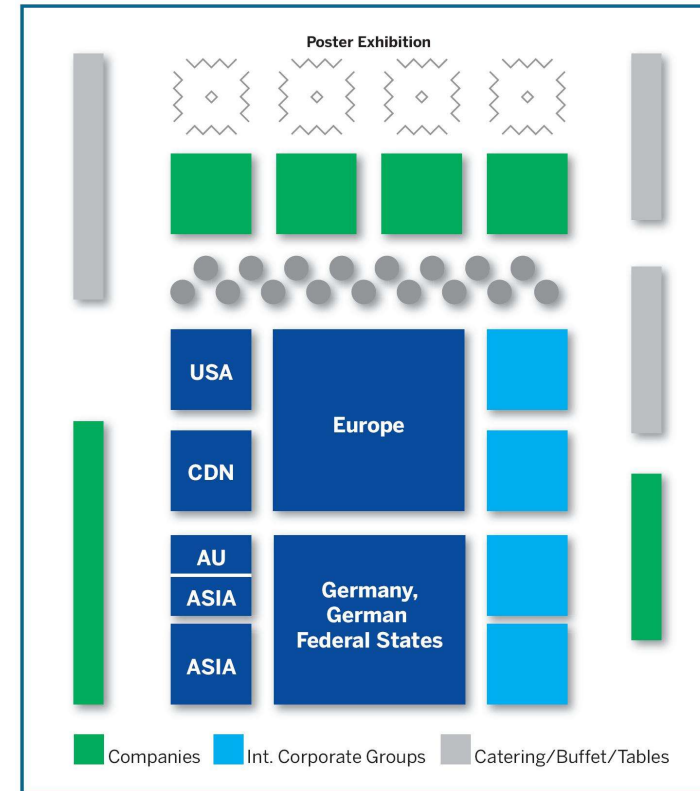 Poster Exhibition
USA
Europe
CDN
AU
ASIA
Germany,
German
Federal States
ASIA
Companies
Int. Corporate Groups
Catering/Buffet/Tables